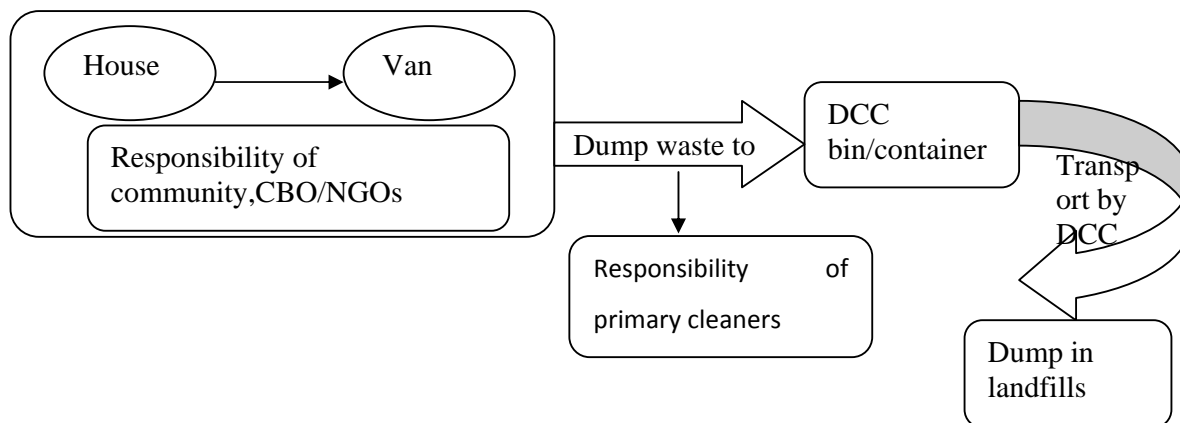 House
Van
Responsibility of
community,CBO/NGOs
Dump waste to
DCC
bin/container
Transp
ort by
DCC
Responsibility of
primary cleaners
Dump in
landfills